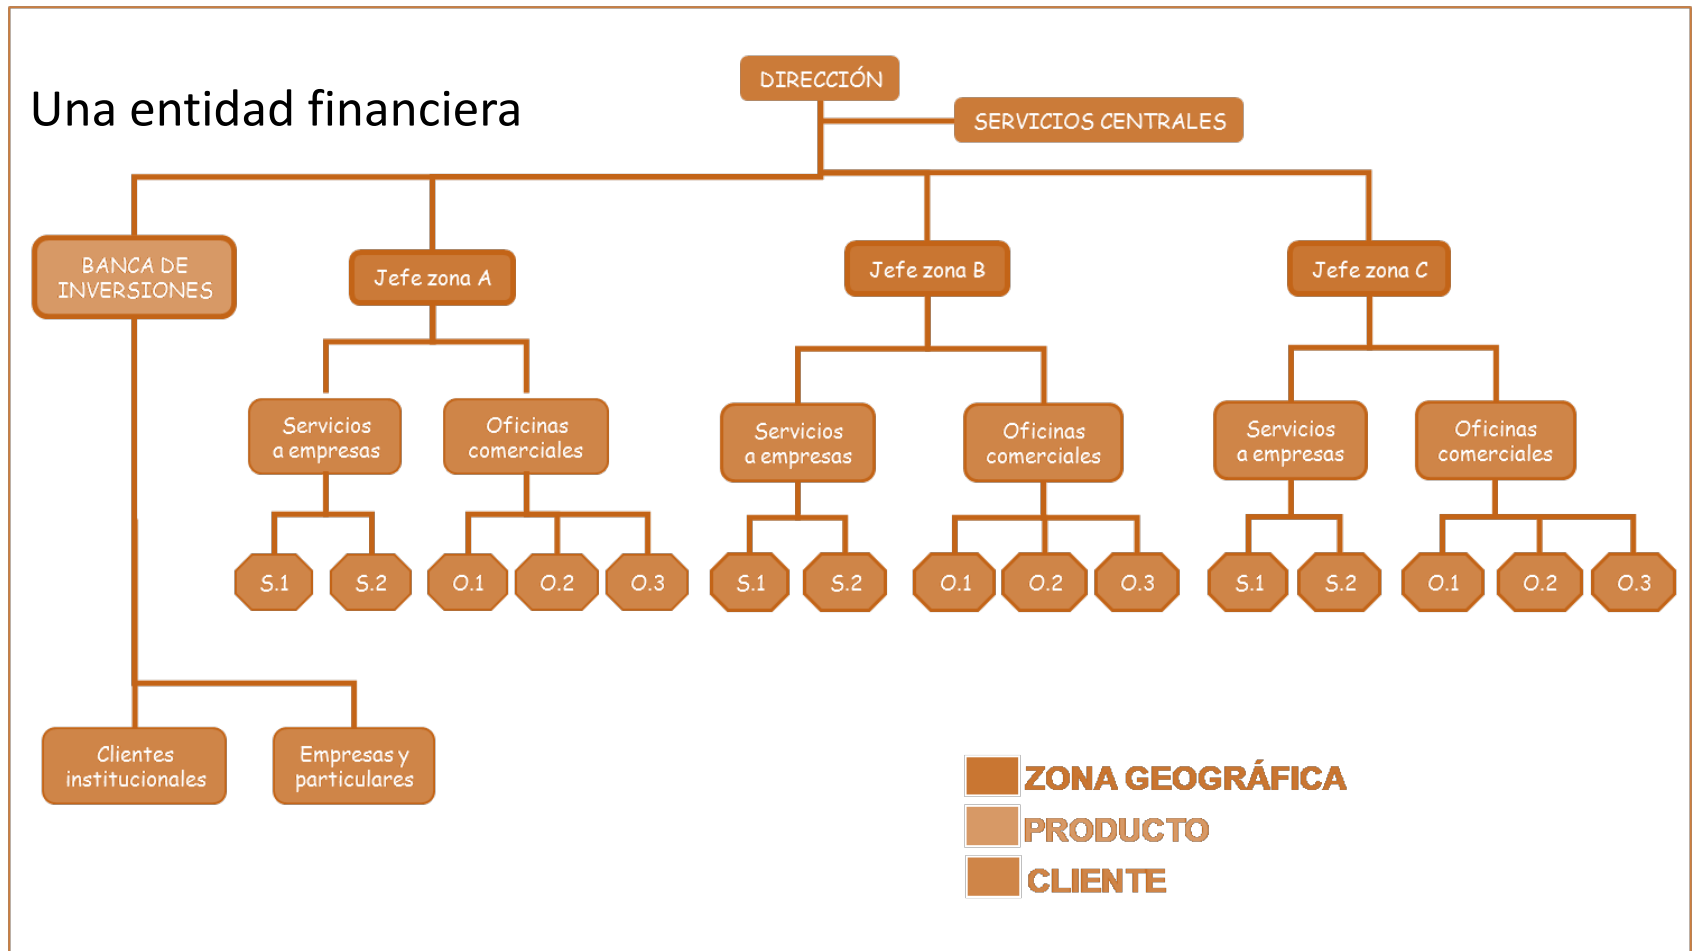 Una entidad financiera
DIRECCIÓN
SERVICIOS CENTRALES
BANCA DE
INVERSIONES
Jefe zona A
Jefe zona B
Jefe zona C
Servicios
a empresas
Oficinas
comerciales
Servicios
a empresas
Oficinas
comerciales
Servicios
a empresas
Oficinas
comerciales
S.1
S.2
O.1
O.2
O.3
S.1
S.2
O.1
O.2
O.3
S.1
S.2
O.1
O.2
O.3
Clientes
institucionales
Empresas y
particulares
ZONA GEOGRÁFICA
PRODUCTO
CLIENTE